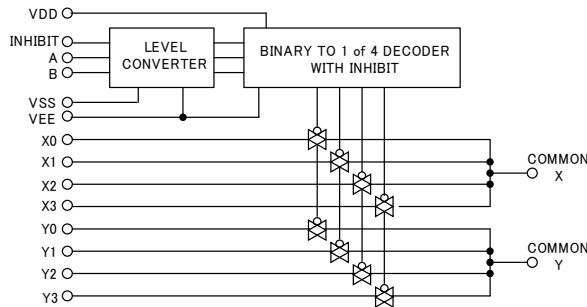 VDD
INHIBIT
A
B
LEVEL
CONVERTER
BINARY TO 1 of 4 DECODER
WITH INHIBIT
VSS
VEE
X0
X1
X2
X3
COMMON
X
Y0
Y1
Y2
Y3
COMMON
Y